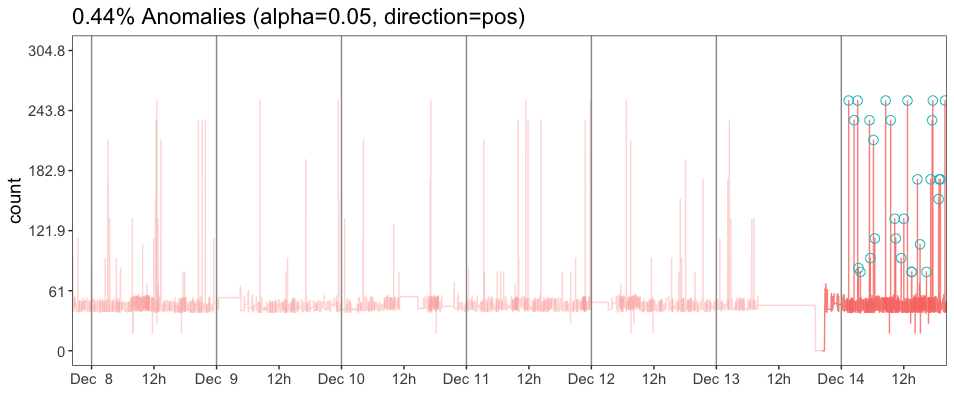 0.44% Anomalies (alpha=0.05, direction=pos)
304.8
243.8
182.9
121.9
61
0
count
Dec 8 12h Dec 9 12h Dec 10 12h Dec 11 12h Dec 12 12h Dec 13 12h Dec 14 12h